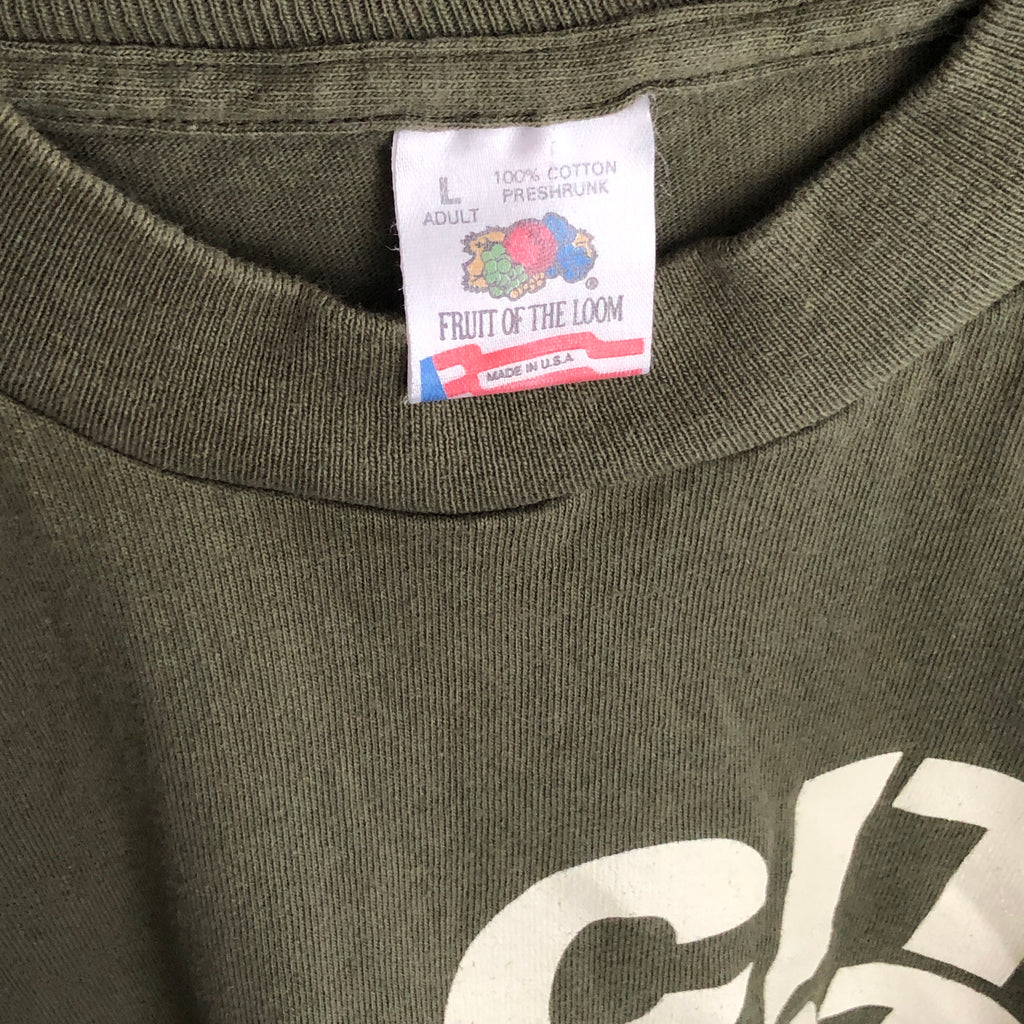 L
100% COTTON
ADULT
PRESHRUNK
FRUIT OF THE LOOM
®
MADE IN U.S.A.